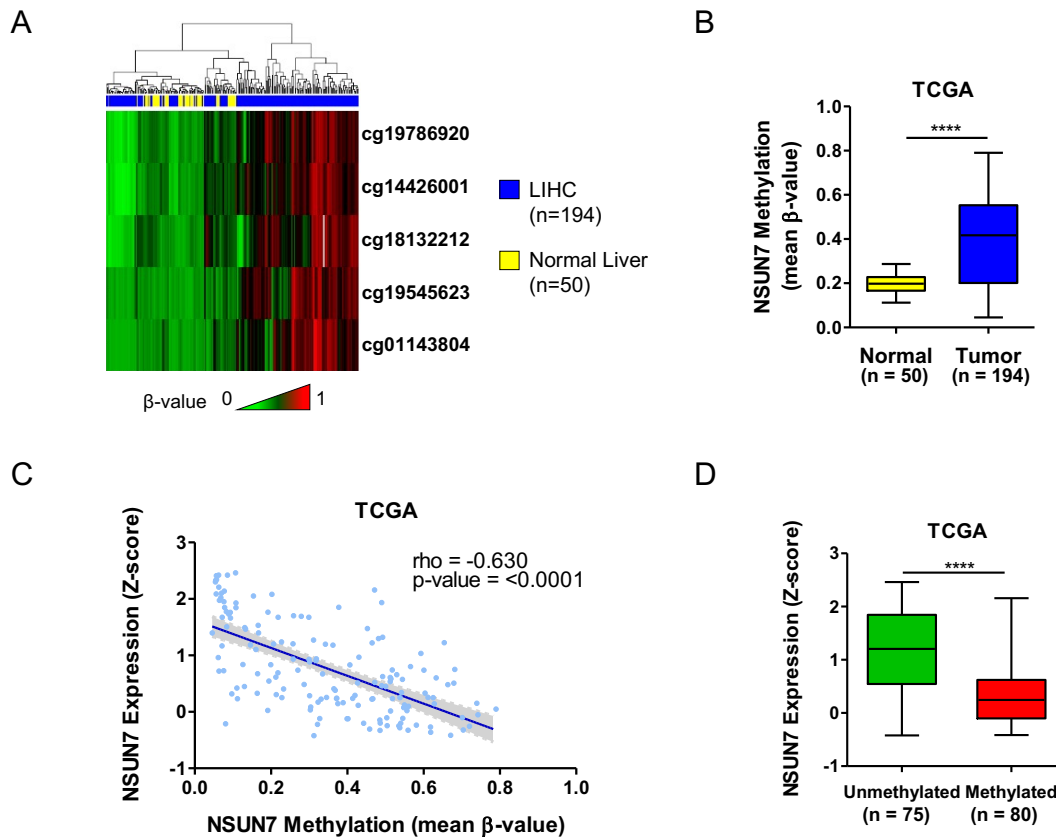 A
cg19786920
cg14426001
cg18132212
cg19545623
cg01143804
LIHC
(n=194)
Normal Liver
(n=50)
β-value
0
1
B
TCGA
****
NSUN7 Methylation
(mean β-value)
1.0
0.8
0.6
0.4
0.2
0.0
Normal
(n = 50)
Tumor
(n = 194)
C
TCGA
rho = -0.630
p-value = <0.0001
NSUN7 Expression (Z-score)
3
2
1
0
-1
0.0 0.2 0.4 0.6 0.8 1.0
NSUN7 Methylation (mean β-value)
D
TCGA
****
NSUN7 Expression (Z-score)
3
2
1
0
-1
Unmethylated
(n = 75)
Methylated
(n = 80)